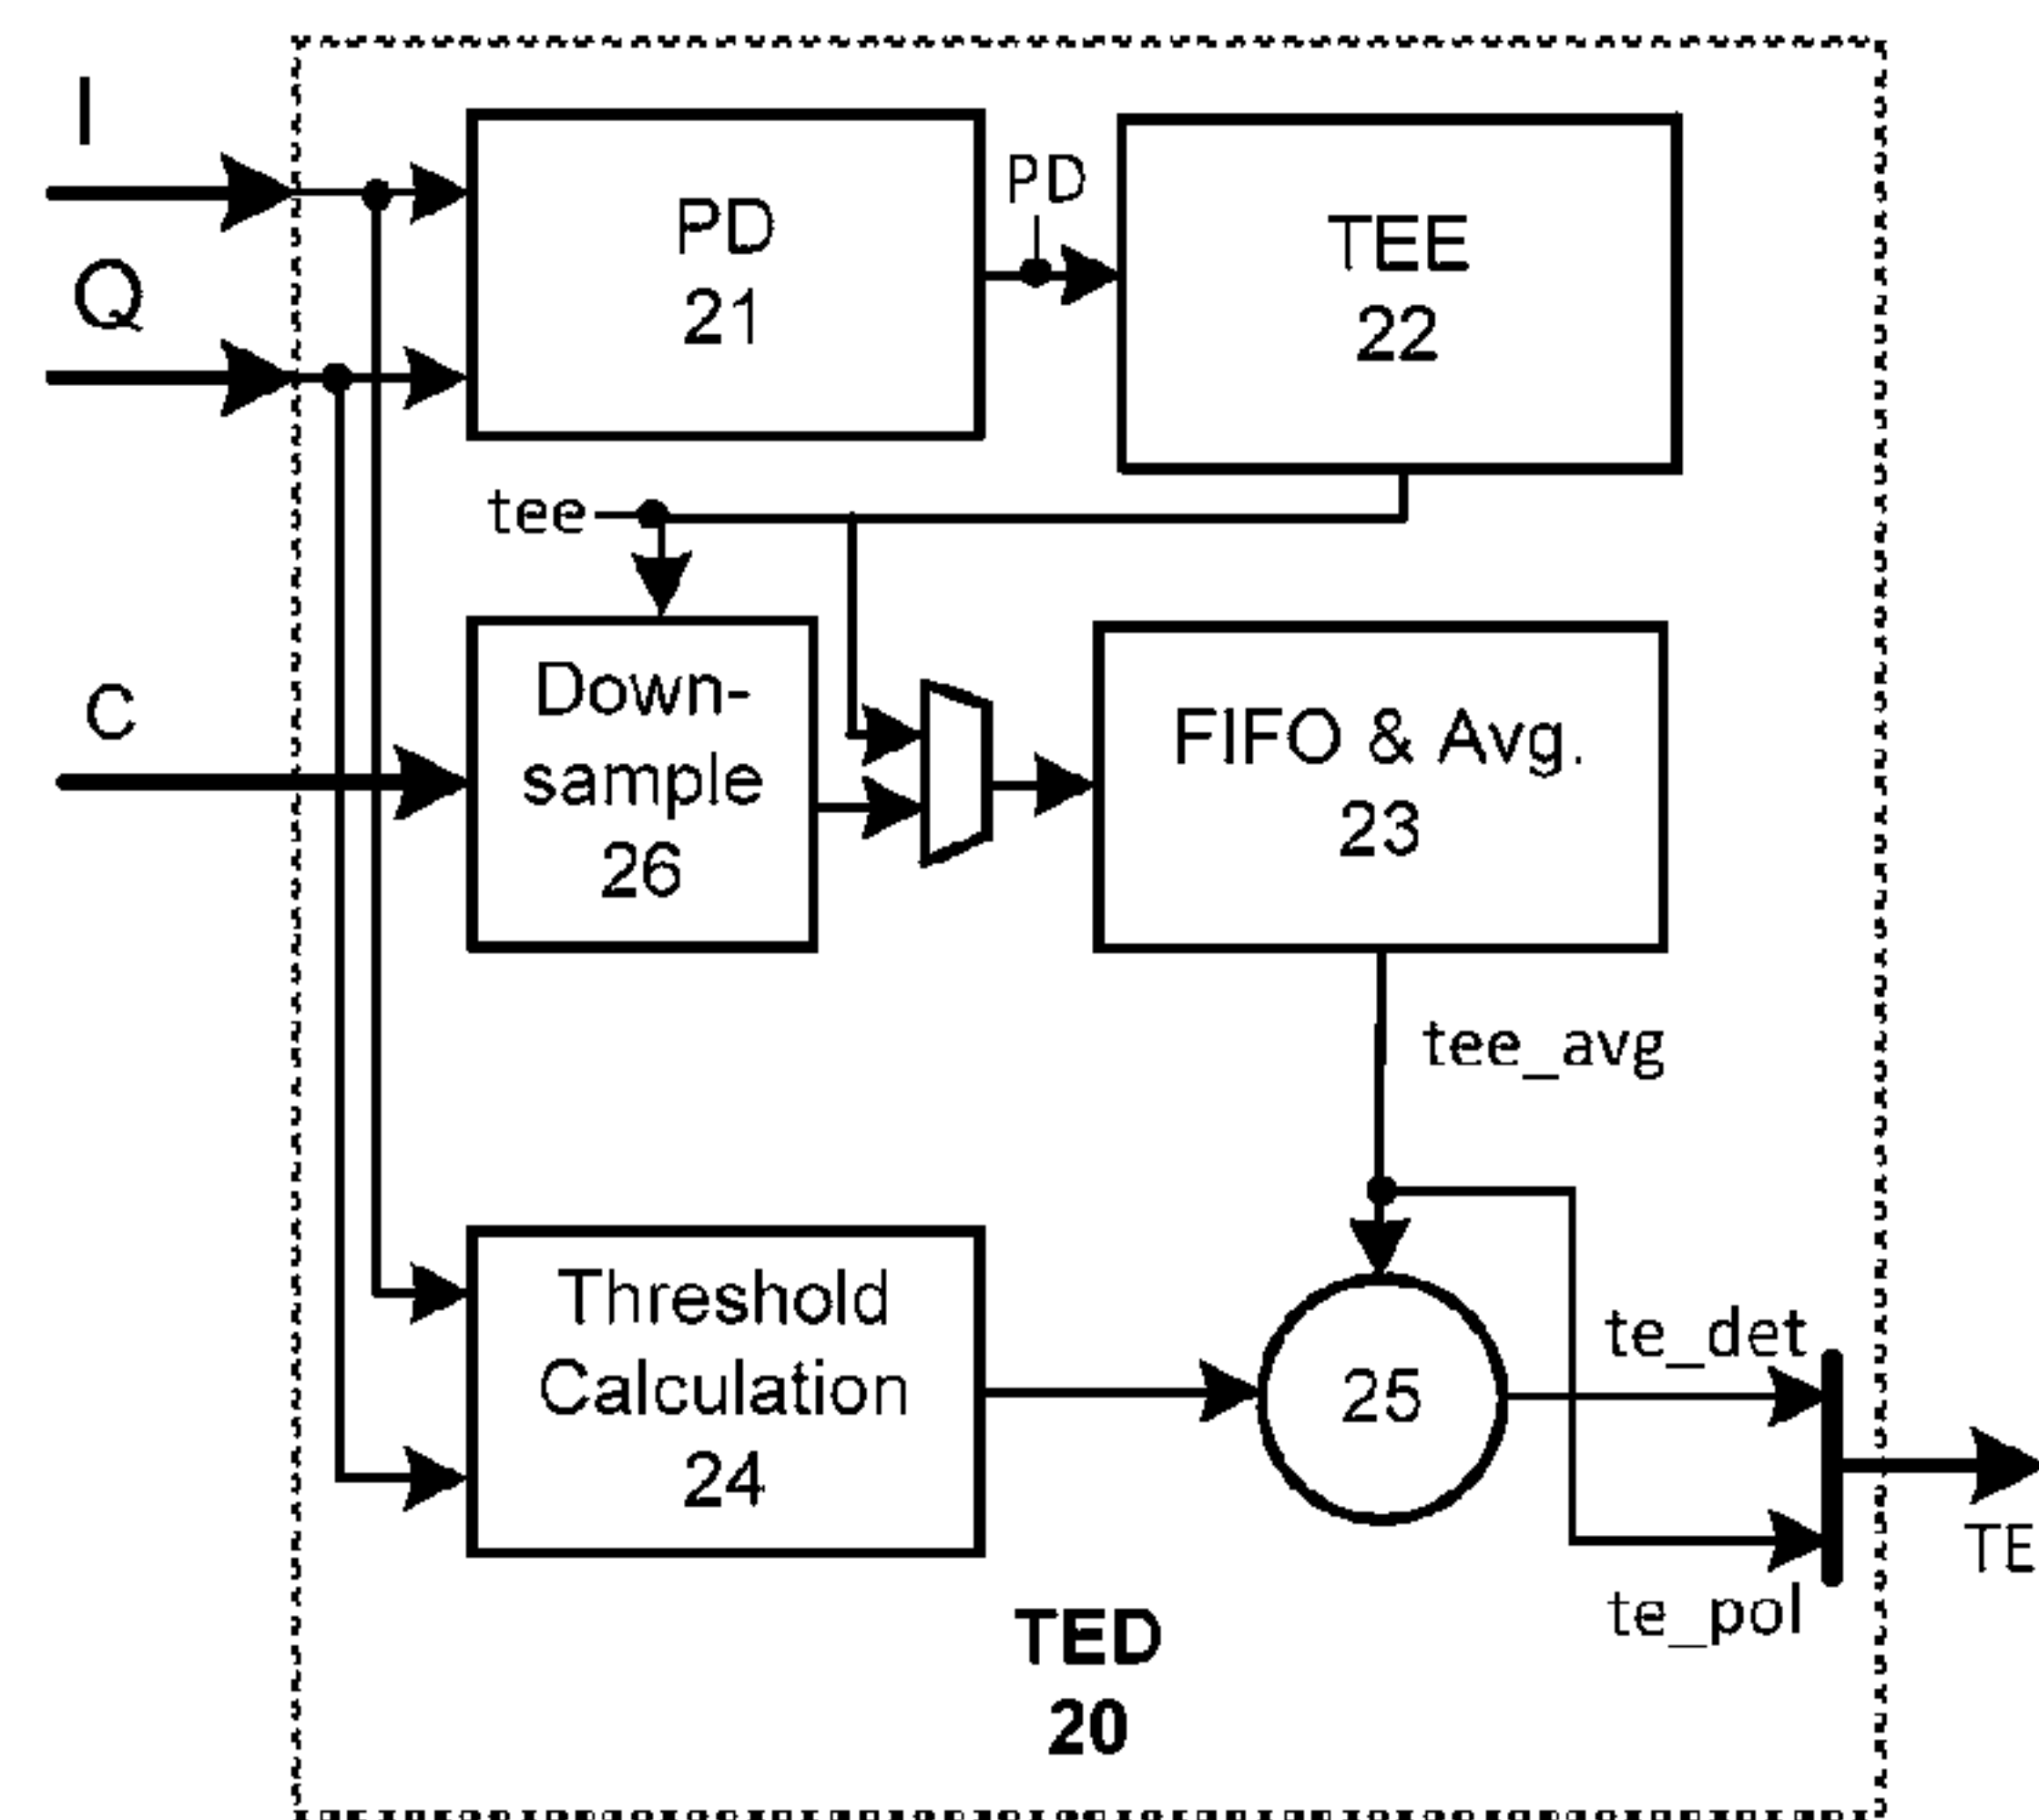 I
Q
C
PD
21
PD
TEE
22
tee
Down-
sample
26
FIFO & Avg.
23
tee_avg
Threshold
Calculation
24
25
te_det
te_pol
TE
TED
20